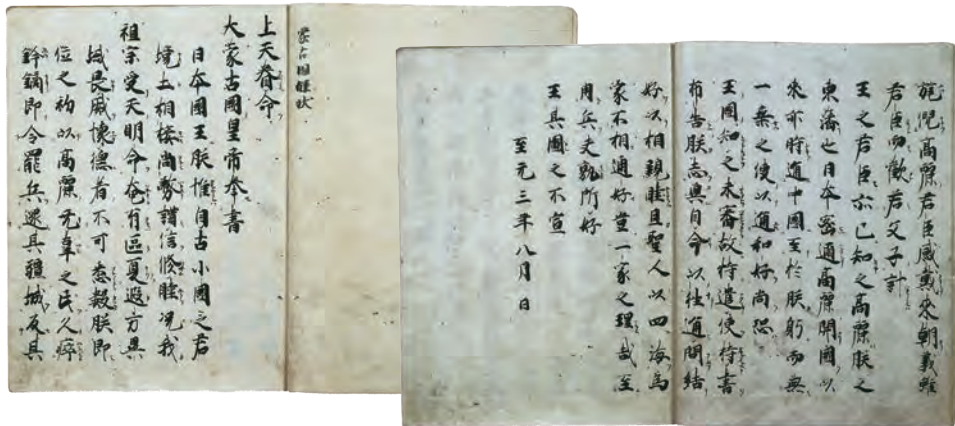 蒙古国牒状
上天眷命
大蒙古國皇帝奉書
日本國王朕惟自古小國之君
境土相接尚務講信修睦况我
祖宗受天明命奄有區夏遐方異
域畏威懷德者不可悉數朕即
位之初以高麗无辜之民久瘁
鋒鏑即令罷兵還其疆域反其
旄倪高麗君臣感戴來朝義雖
君臣而歡若父子計
王之君臣亦已知之高麗朕之
東藩也日本密迩高麗開國以
來亦時通中國至於朕躬而無
一乗之使以通和好尚恐
王國知之未審故特遣使持書
布告朕志冀自今以往通問結
好以相親睦且聖人以四海為
家不相通好豈一家之理哉至
用兵夫孰所好
王其圖之不宣
至元三年八月 日